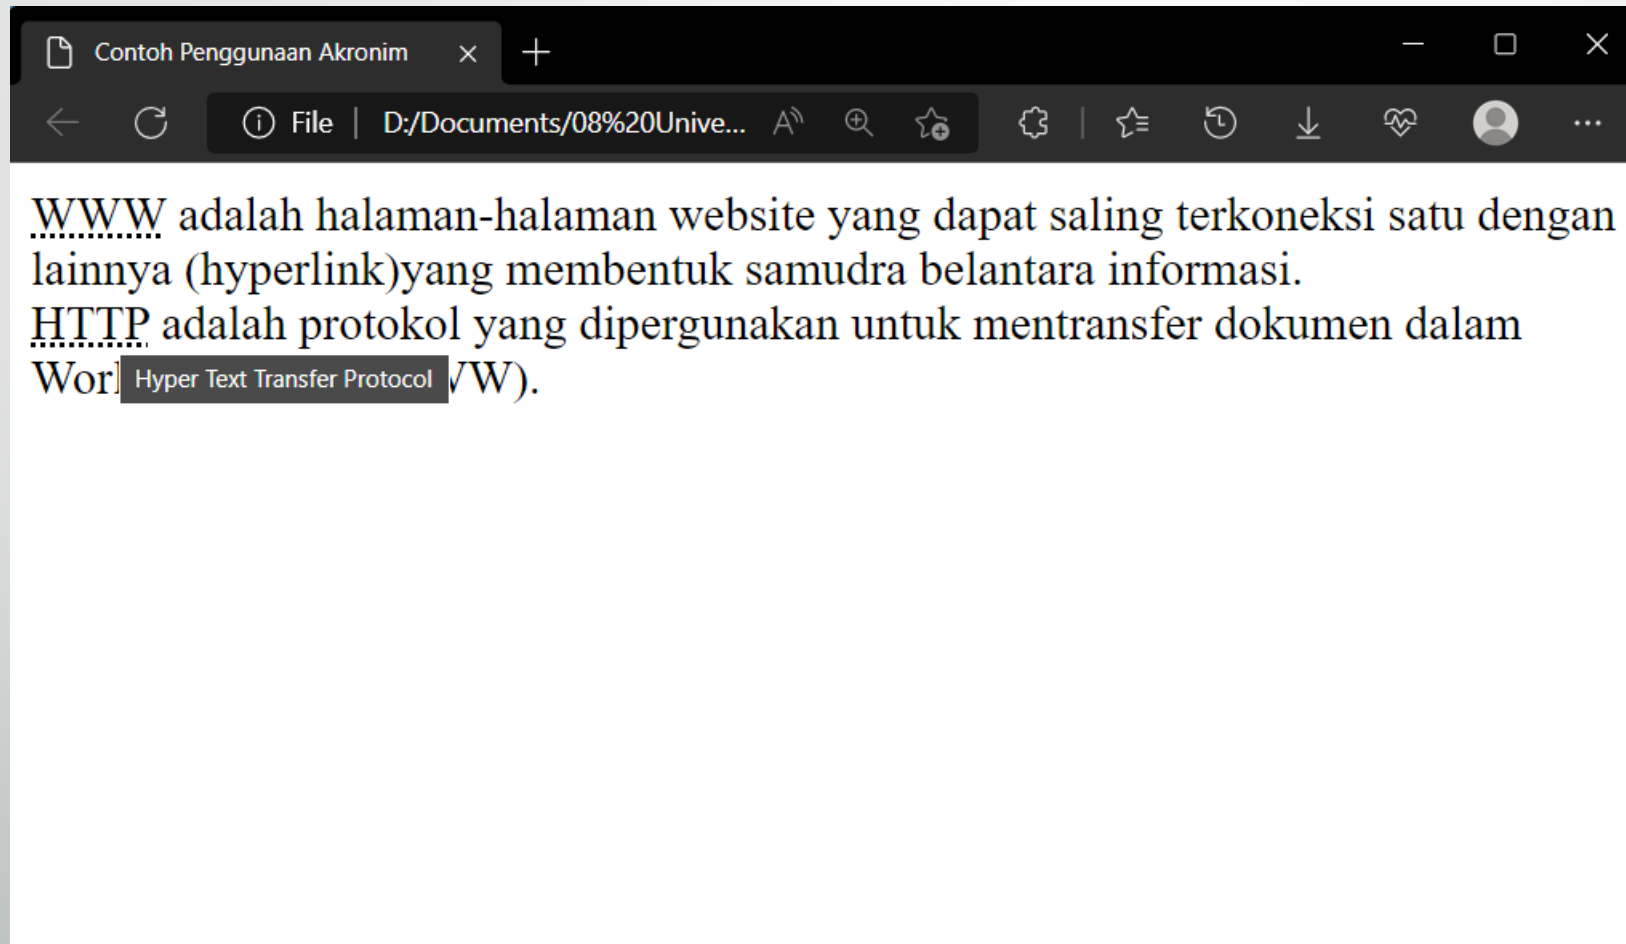 Contoh Penggunaan Akronim
File D:/Documents/08%20Unive...
WWW adalah halaman-halaman website yang dapat saling terkoneksi satu dengan
lainnya (hyperlink)yang membentuk samudra belantara informasi.
HTTP adalah protokol yang dipergunakan untuk mentransfer dokumen dalam
Hyper Text Transfer Protocol